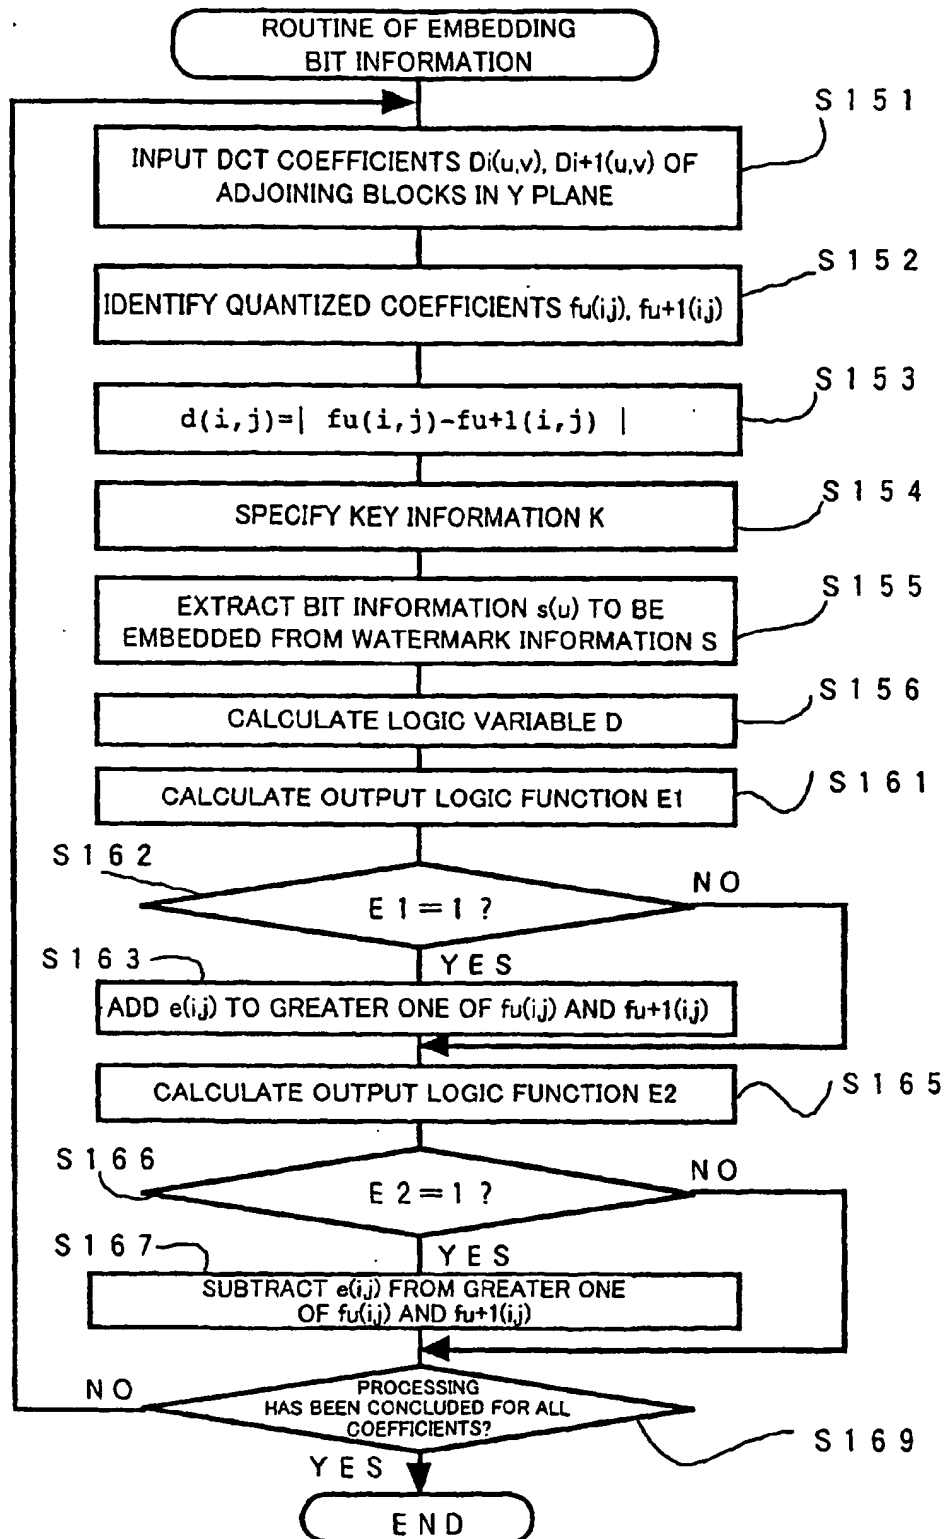 ROUTINE OF EMBEDDING
BIT INFORMATION
S151
INPUT DCT COEFFICIENTS Di(u,v), Di+1(u,v) OF
ADJOINING BLOCKS IN Y PLANE
S152
IDENTIFY QUANTIZED COEFFICIENTS fu(i,j), fu+1(i,j)
S153
d(i,j)=| fu(i,j)-fu+1(i,j) |
S154
SPECIFY KEY INFORMATION K
S155
EXTRACT BIT INFORMATION s(u) TO BE
EMBEDDED FROM WATERMARK INFORMATION S
S156
CALCULATE LOGIC VARIABLE D
S161
CALCULATE OUTPUT LOGIC FUNCTION E1
S162
E1=1?
NO
YES
S163
ADD e(i,j) TO GREATER ONE OF fu(i,j) AND fu+1(i,j)
S165
CALCULATE OUTPUT LOGIC FUNCTION E2
S166
E2=1?
NO
YES
S167
SUBTRACT e(i,j) FROM GREATER ONE
OF fu(i,j) AND fu+1(i,j)
NO
PROCESSING
HAS BEEN CONCLUDED FOR ALL
COEFFICIENTS?
S169
YES
END